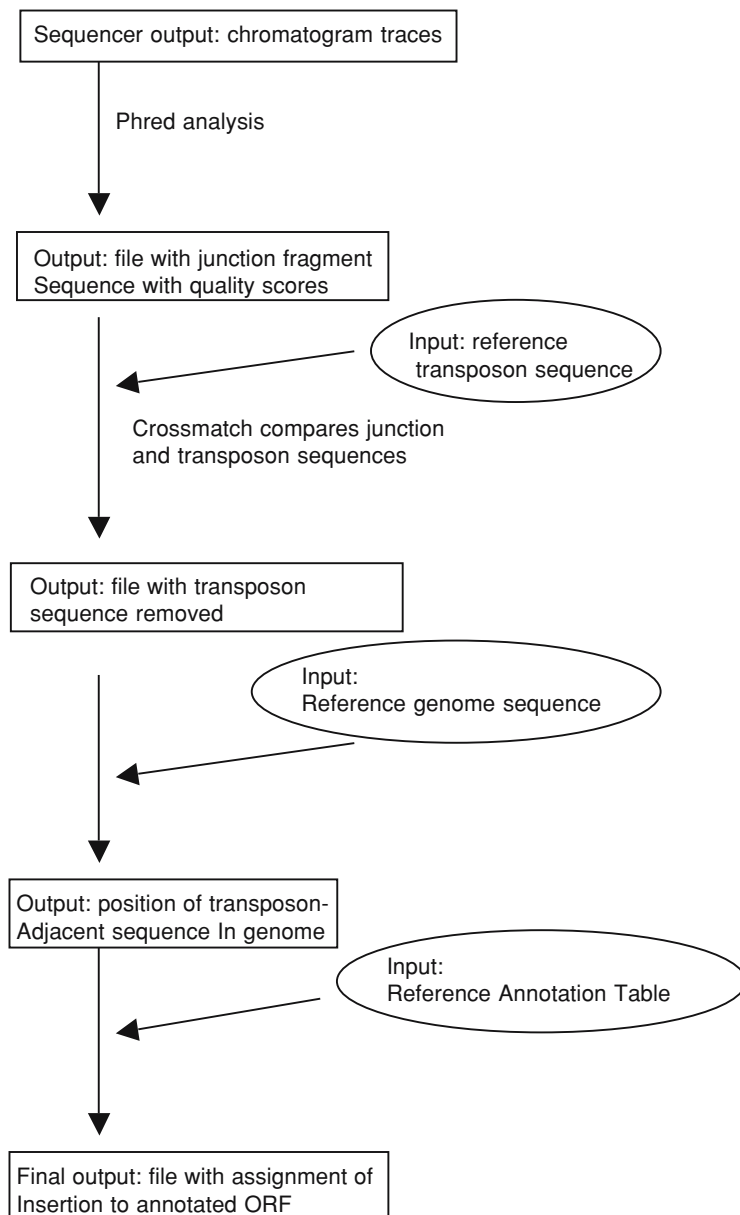 Sequencer output: chromatogram traces
Phred analysis
Output: file with junction fragment
Sequence with quality scores
Input: reference
transposon sequence
Crossmatch compares junction
and transposon sequences
Output: file with transposon
sequence removed
Input:
Reference genome sequence
Output: position of transposon-
Adjacent sequence In genome
Input:
Reference Annotation Table
Final output: file with assignment of
Insertion to annotated ORF